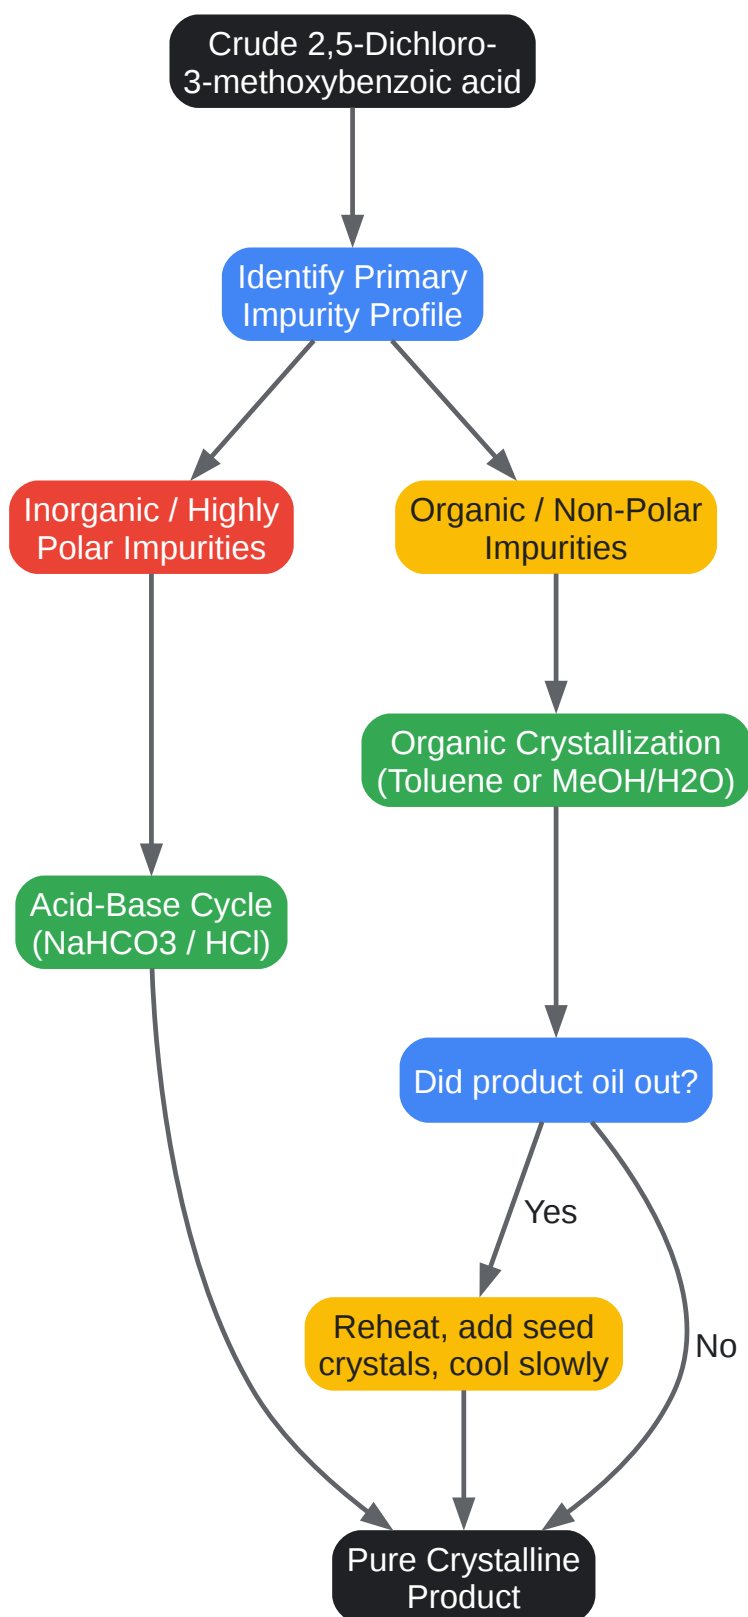 Crude 2,5-Dichloro-
3-methoxybenzoic acid
Identify Primary
Impurity Profile
Inorganic / Highly
Polar Impurities
Organic / Non-Polar
Impurities
Organic Crystallization
(Toluene or MeOH/H2O)
Acid-Base Cycle
(NaHCO3 / HCl)
Did product oil out?
Yes
Reheat, add seed
crystals, cool slowly
No
Pure Crystalline
Product